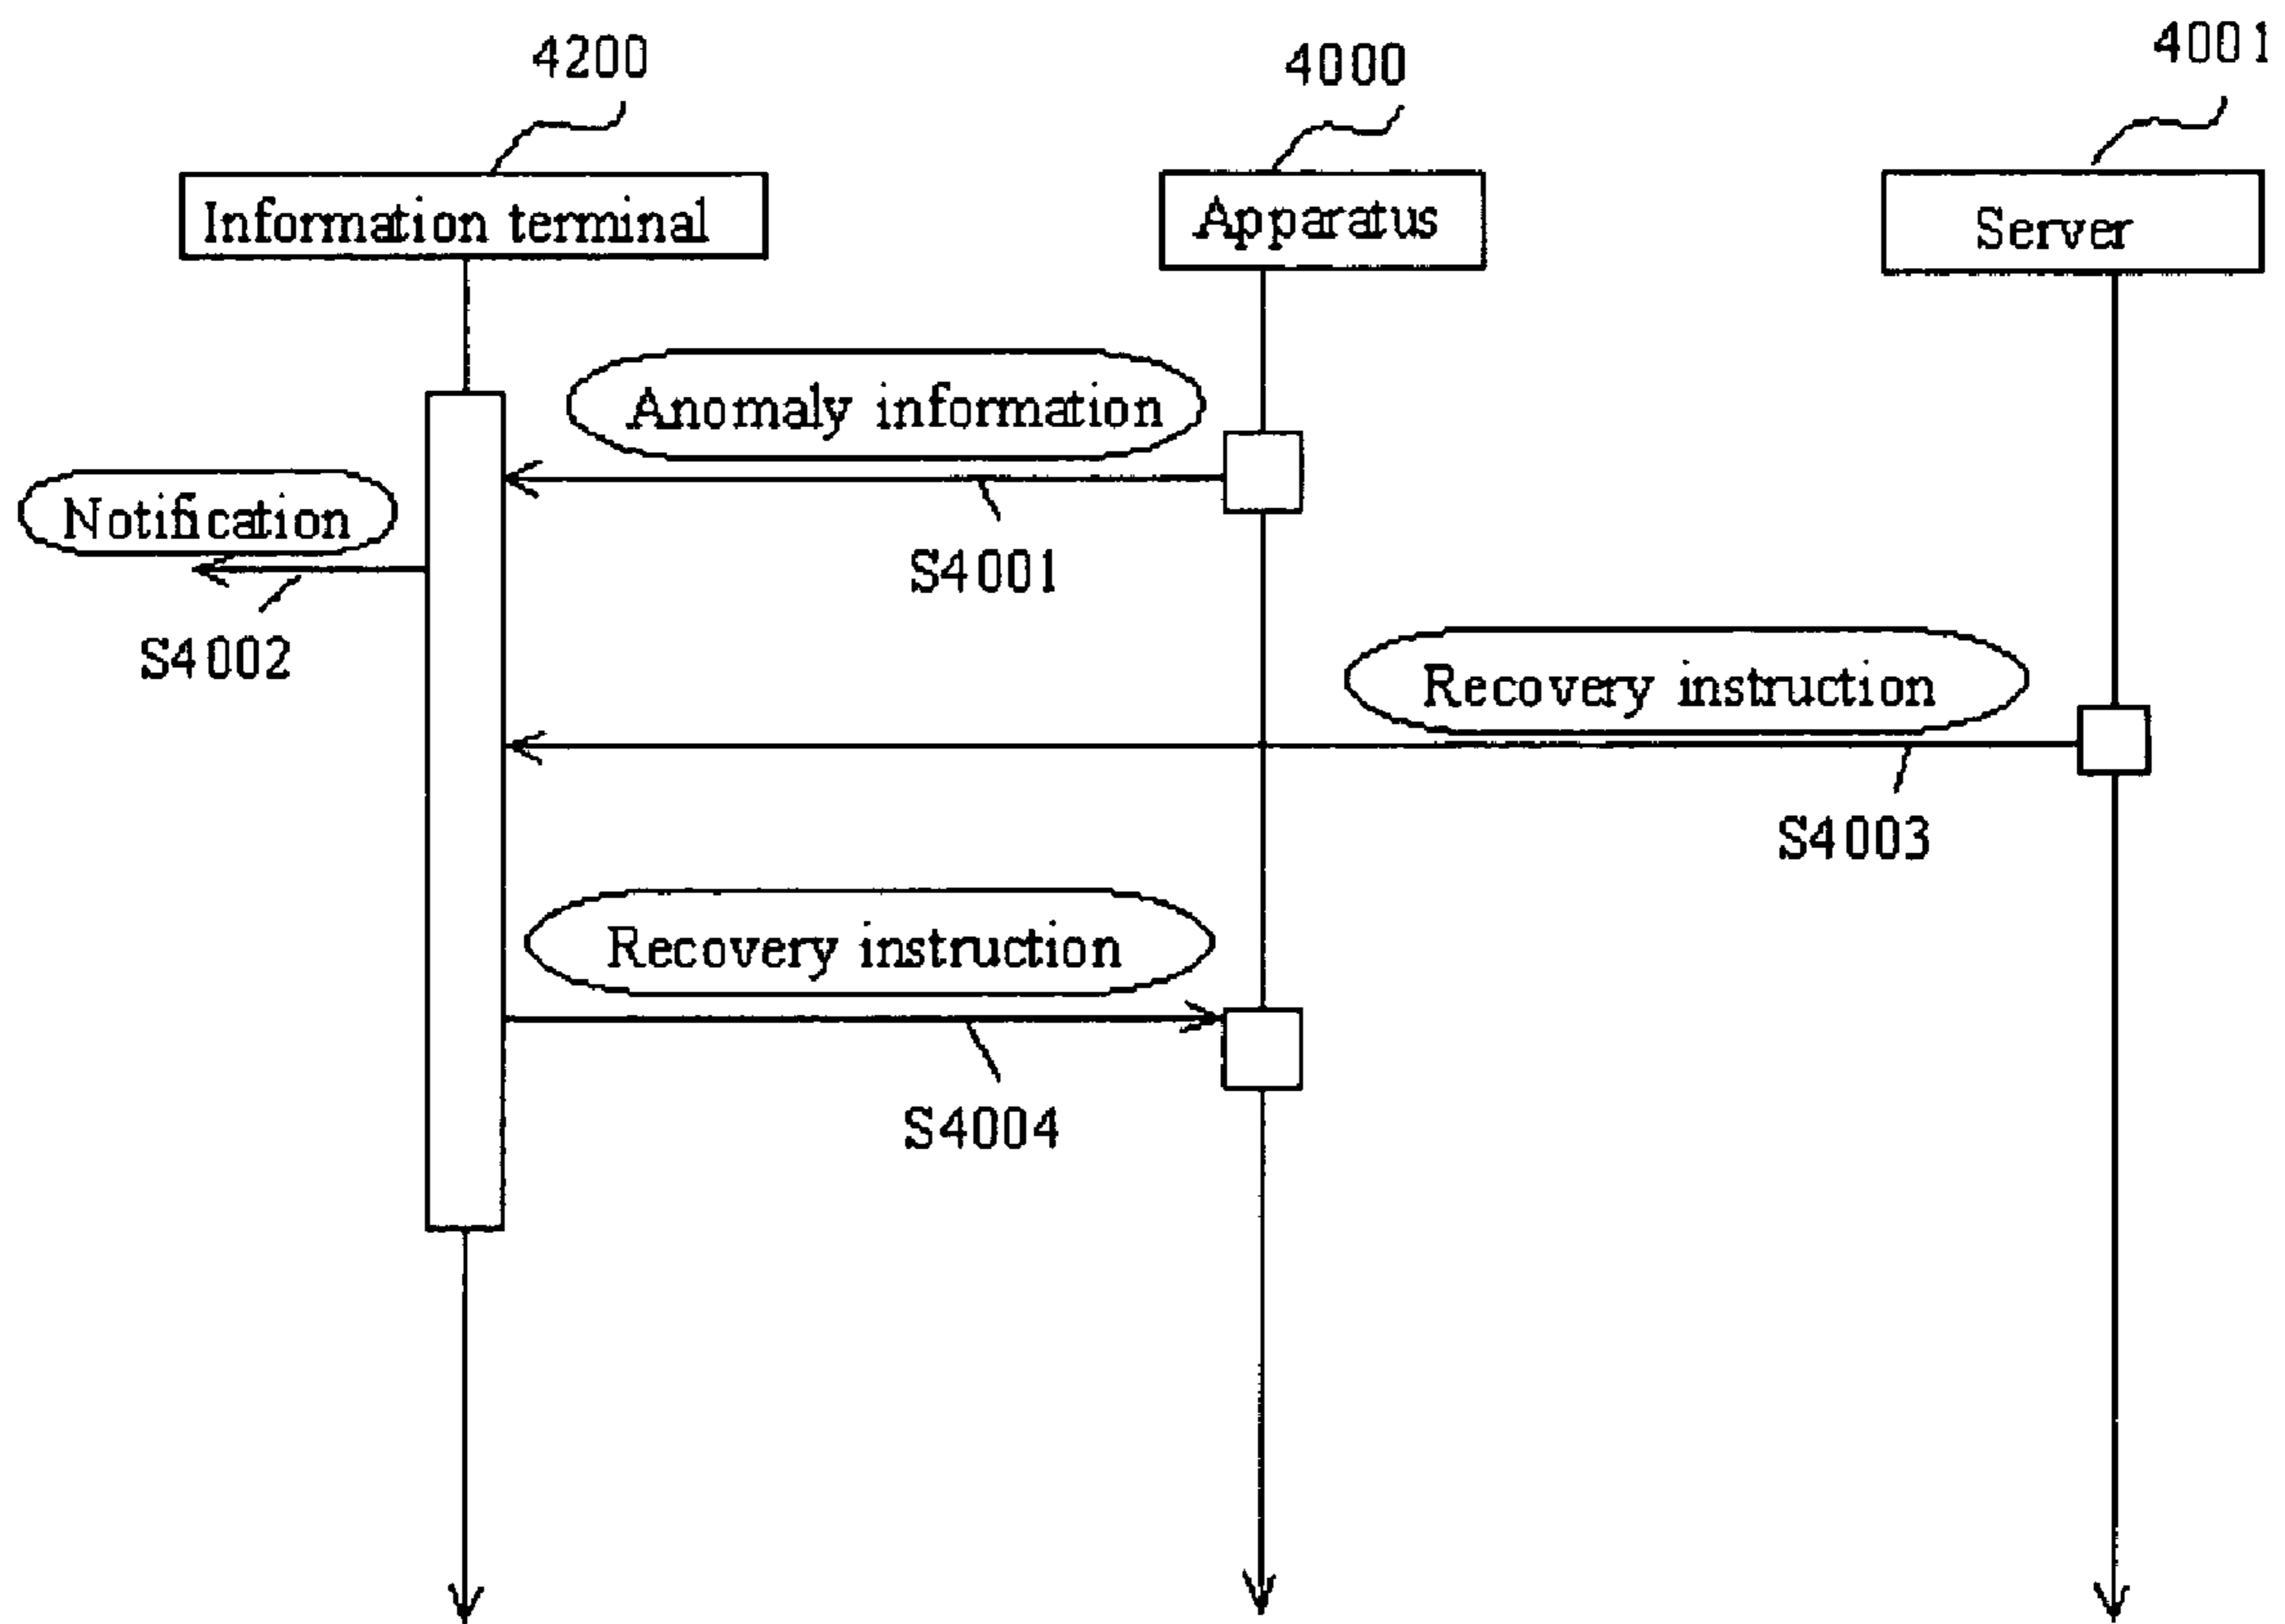 4200
4000
4001
Information terminal
Apparatus
Server
Anomaly information
Notification
S4001
S4002
Recovery instruction
S4003
Recovery instruction
S4004